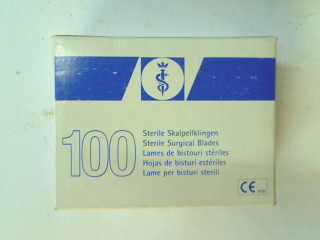 100
Sterile Skalpellklingen
Sterile Surgical Blades
Lames de bistouri stériles
Hojas de bisturí estériles
Lame per bisturi sterili
CE